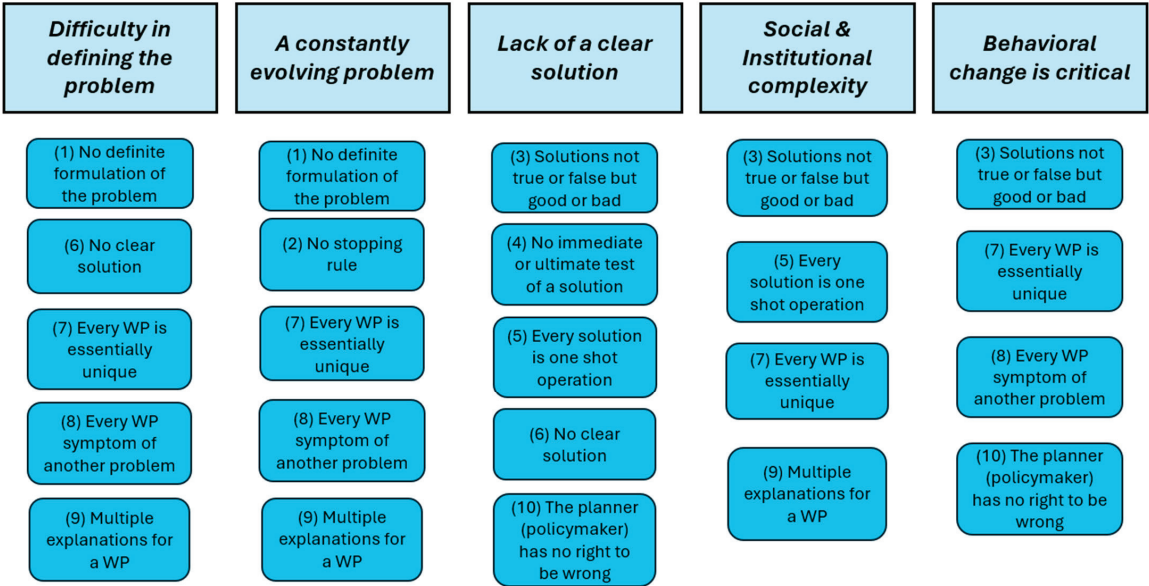 Difficulty in
defining the
problem
(1) No definite
formulation of
the problem
(6) No clear
solution
(7) Every WP is
essentially
unique
(8) Every WP
symptom of
another problem
(9) Multiple
explanations for
a WP
A constantly
evolving problem
(1) No definite
formulation of
the problem
(2) No stopping
rule
(7) Every WP is
essentially
unique
(8) Every WP
symptom of
another problem
(9) Multiple
explanations for
a WP
Lack of a clear
solution
(3) Solutions not
true or false but
good or bad
(4) No immediate
or ultimate test
of a solution
(5) Every solution
is one shot
operation
(6) No clear
solution
(10) The planner
(policymaker)
has no right to
be wrong
Social &
Institutional
complexity
(3) Solutions not
true or false but
good or bad
(5) Every
solution is one
shot operation
(7) Every WP is
essentially
unique
(9) Multiple
explanations for
a WP
Behavioral
change is critical
(3) Solutions not
true or false but
good or bad
(7) Every WP is
essentially
unique
(8) Every WP
symptom of
another problem
(10) The planner
(policymaker)
has no right to be
wrong